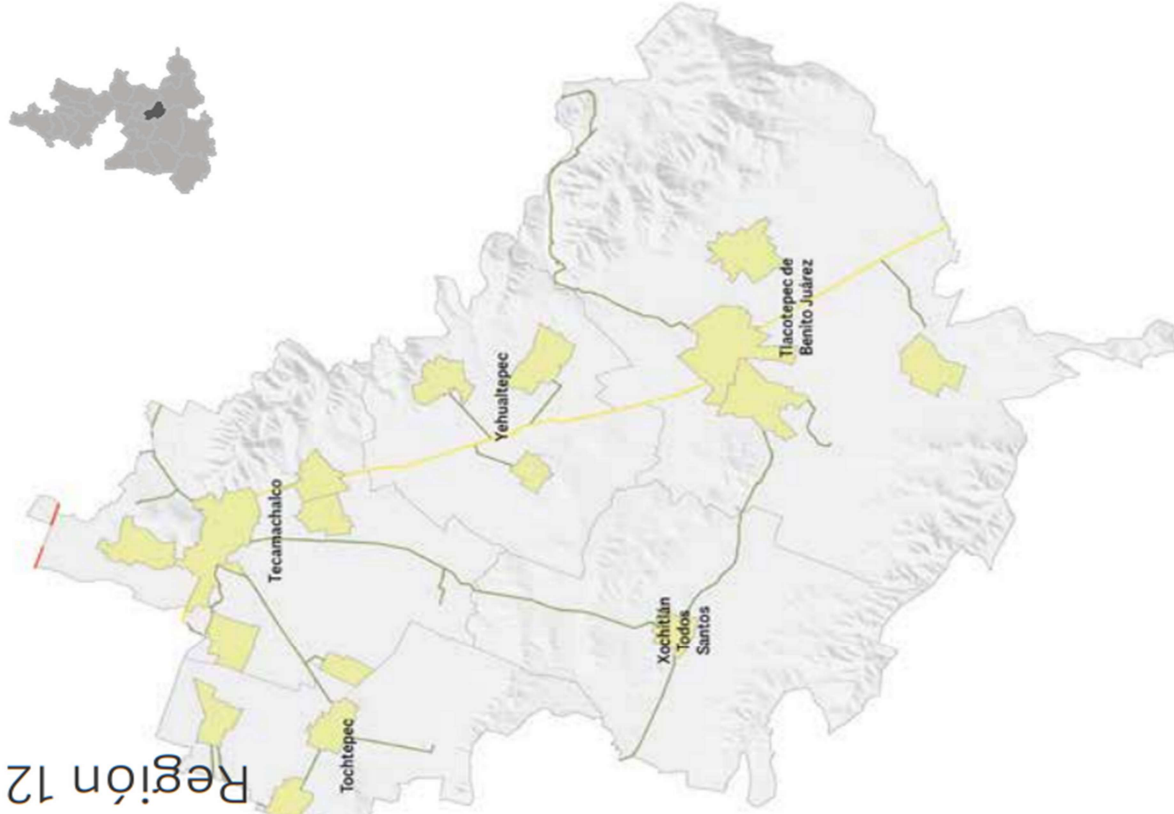 Región 12
Tlacotepec de
Benito Juárez
Yehualtepec
Tecamachalco
Xochitlán
Todos
Santos
Tochtepec